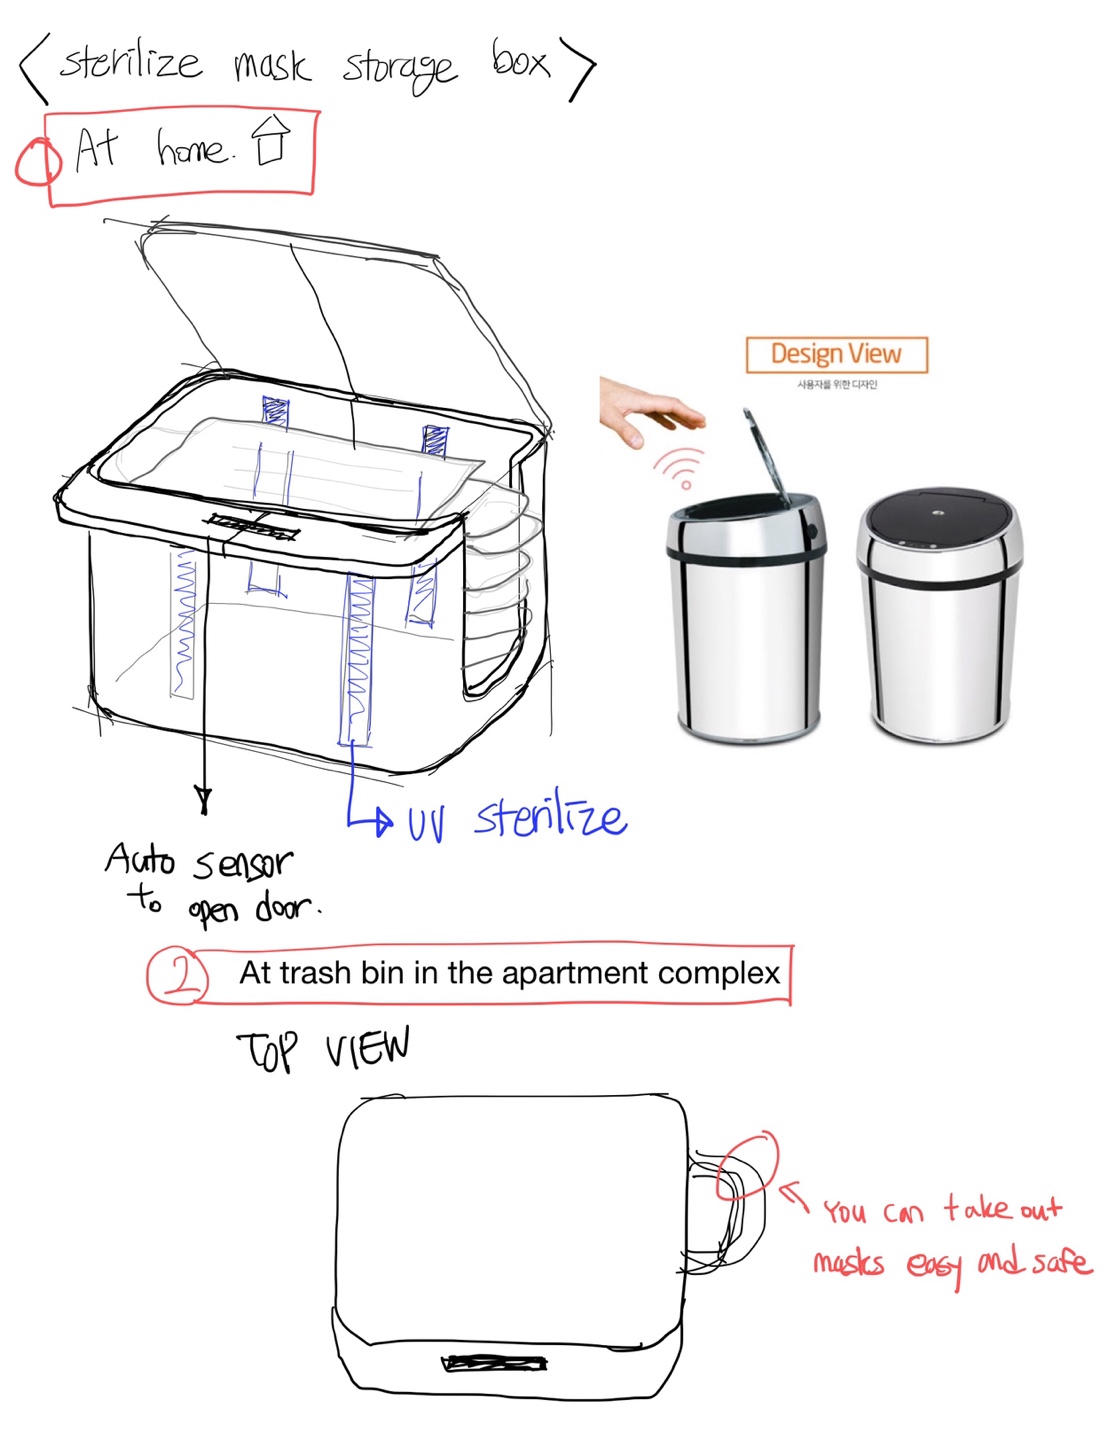 <sterilize mask storage box>
1 At home.
Design View
사용자를 위한 디자인
UV sterilize
Auto sensor
to open door.
2 At trash bin in the apartment complex
TOP VIEW
You can take out
masks easy and safe